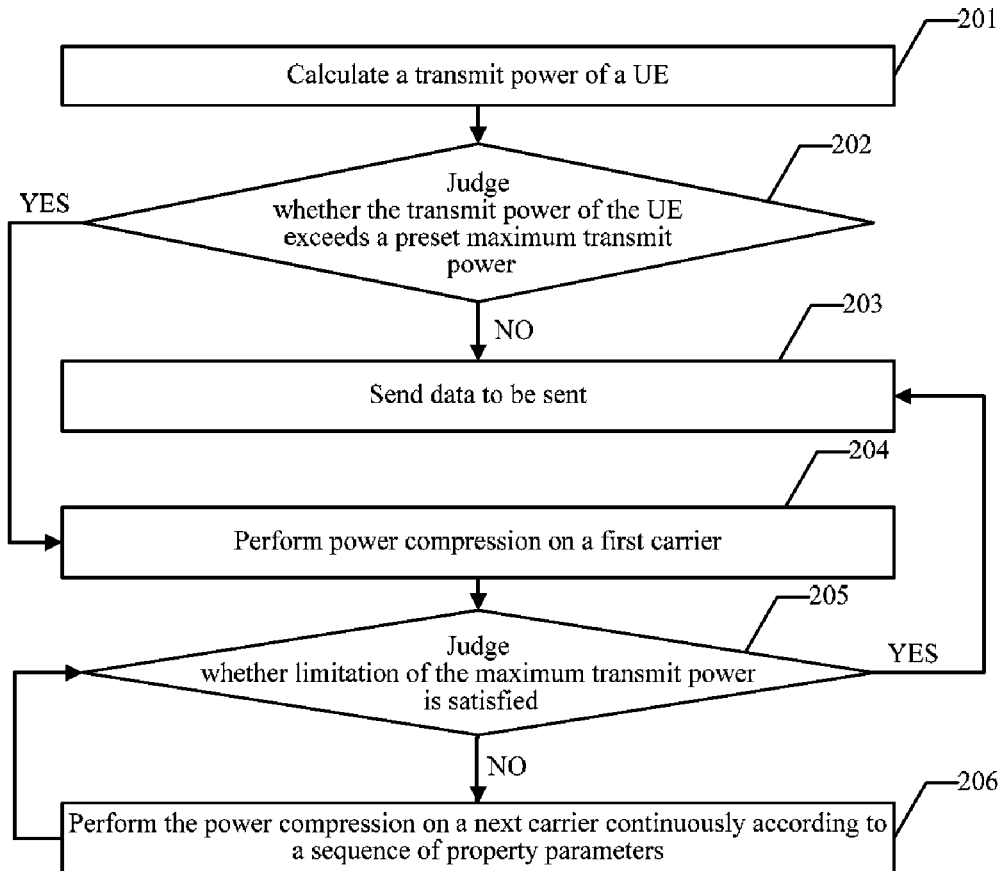 201
Calculate a transmit power of a UE
202
YES
Judge
whether the transmit power of the UE
exceeds a preset maximum transmit
power
NO
203
Send data to be sent
204
Perform power compression on a first carrier
205
Judge
whether limitation of the maximum transmit power
is satisfied
YES
NO
206
Perform the power compression on a next carrier continuously according to
a sequence of property parameters